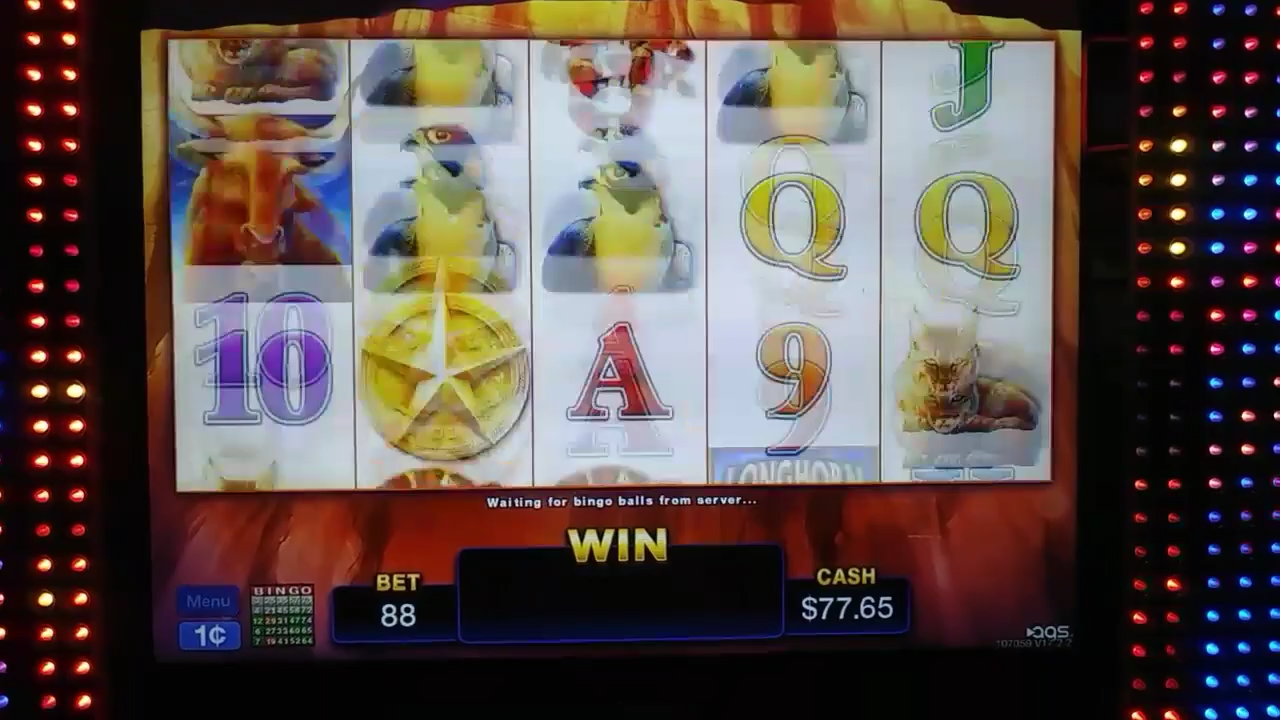 J
Q Q
10 A 9
LONGHORN
Waiting for bingo balls from server...
WIN
BET
88
CASH
$77.65
Menu
1¢
BINGO
ags